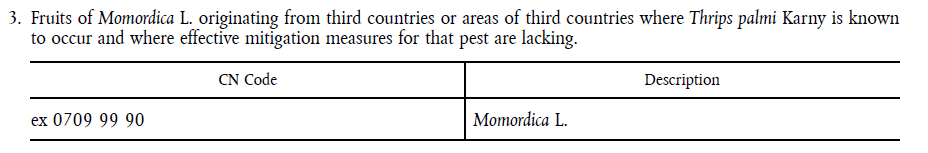 3. Fruits of Momordica L. originating from third countries or areas of third countries where Thrips palmi Karny is known
to occur and where effective mitigation measures for that pest are lacking.
CN Code Description
ex 0709 99 90 Momordica L.